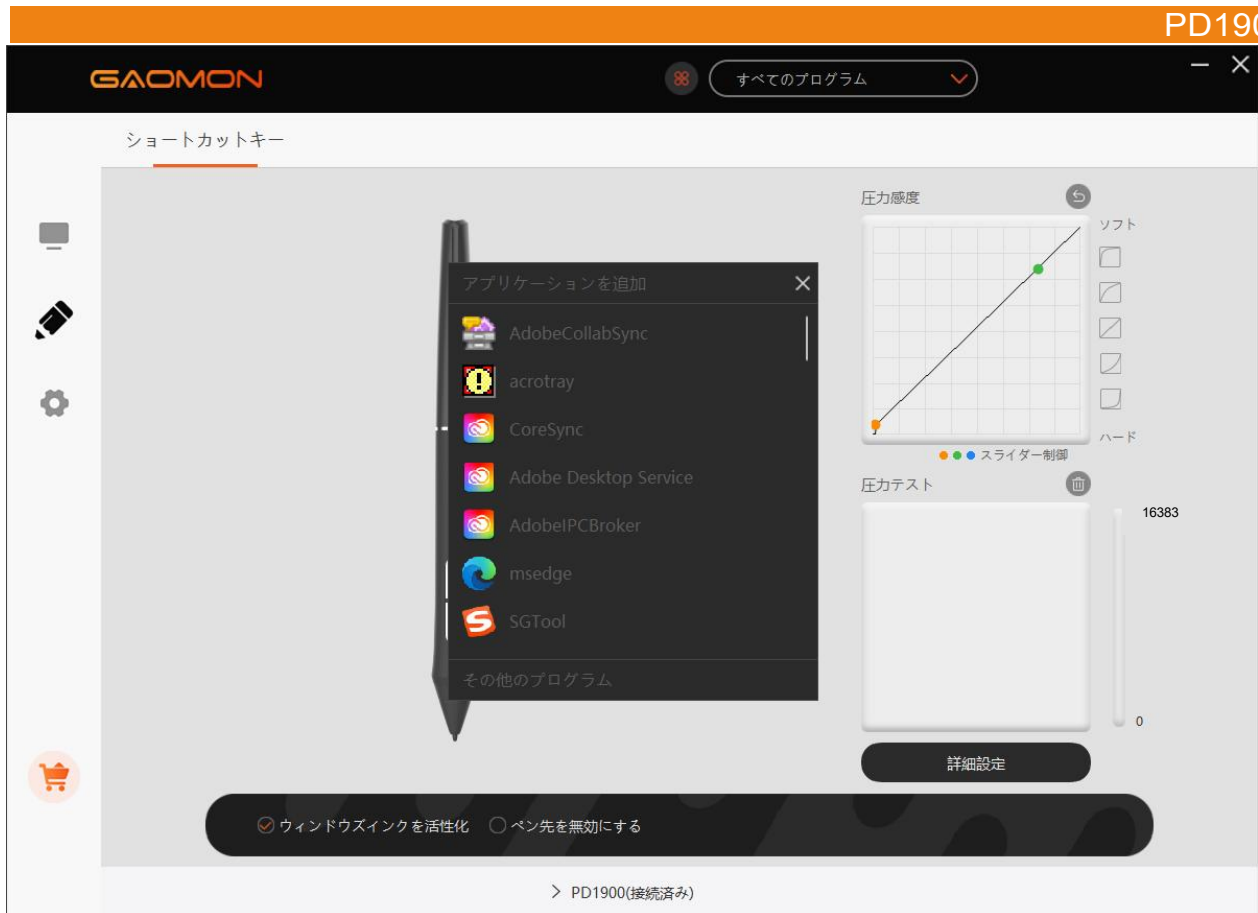 PD190
GAOMON
すべてのプログラム
ショートカットキー
圧力感度
ソフト
アプリケーションを追加
AdobeCollabSync
acrotray
CoreSync
Adobe Desktop Service
AdobeIPCBroker
msedge
SGTool
その他のプログラム
ハード
スライダー制御
圧力テスト
16383
0
詳細設定
ウィンドウズインクを活性化 ペン先を無効にする
PD1900(接続済み)